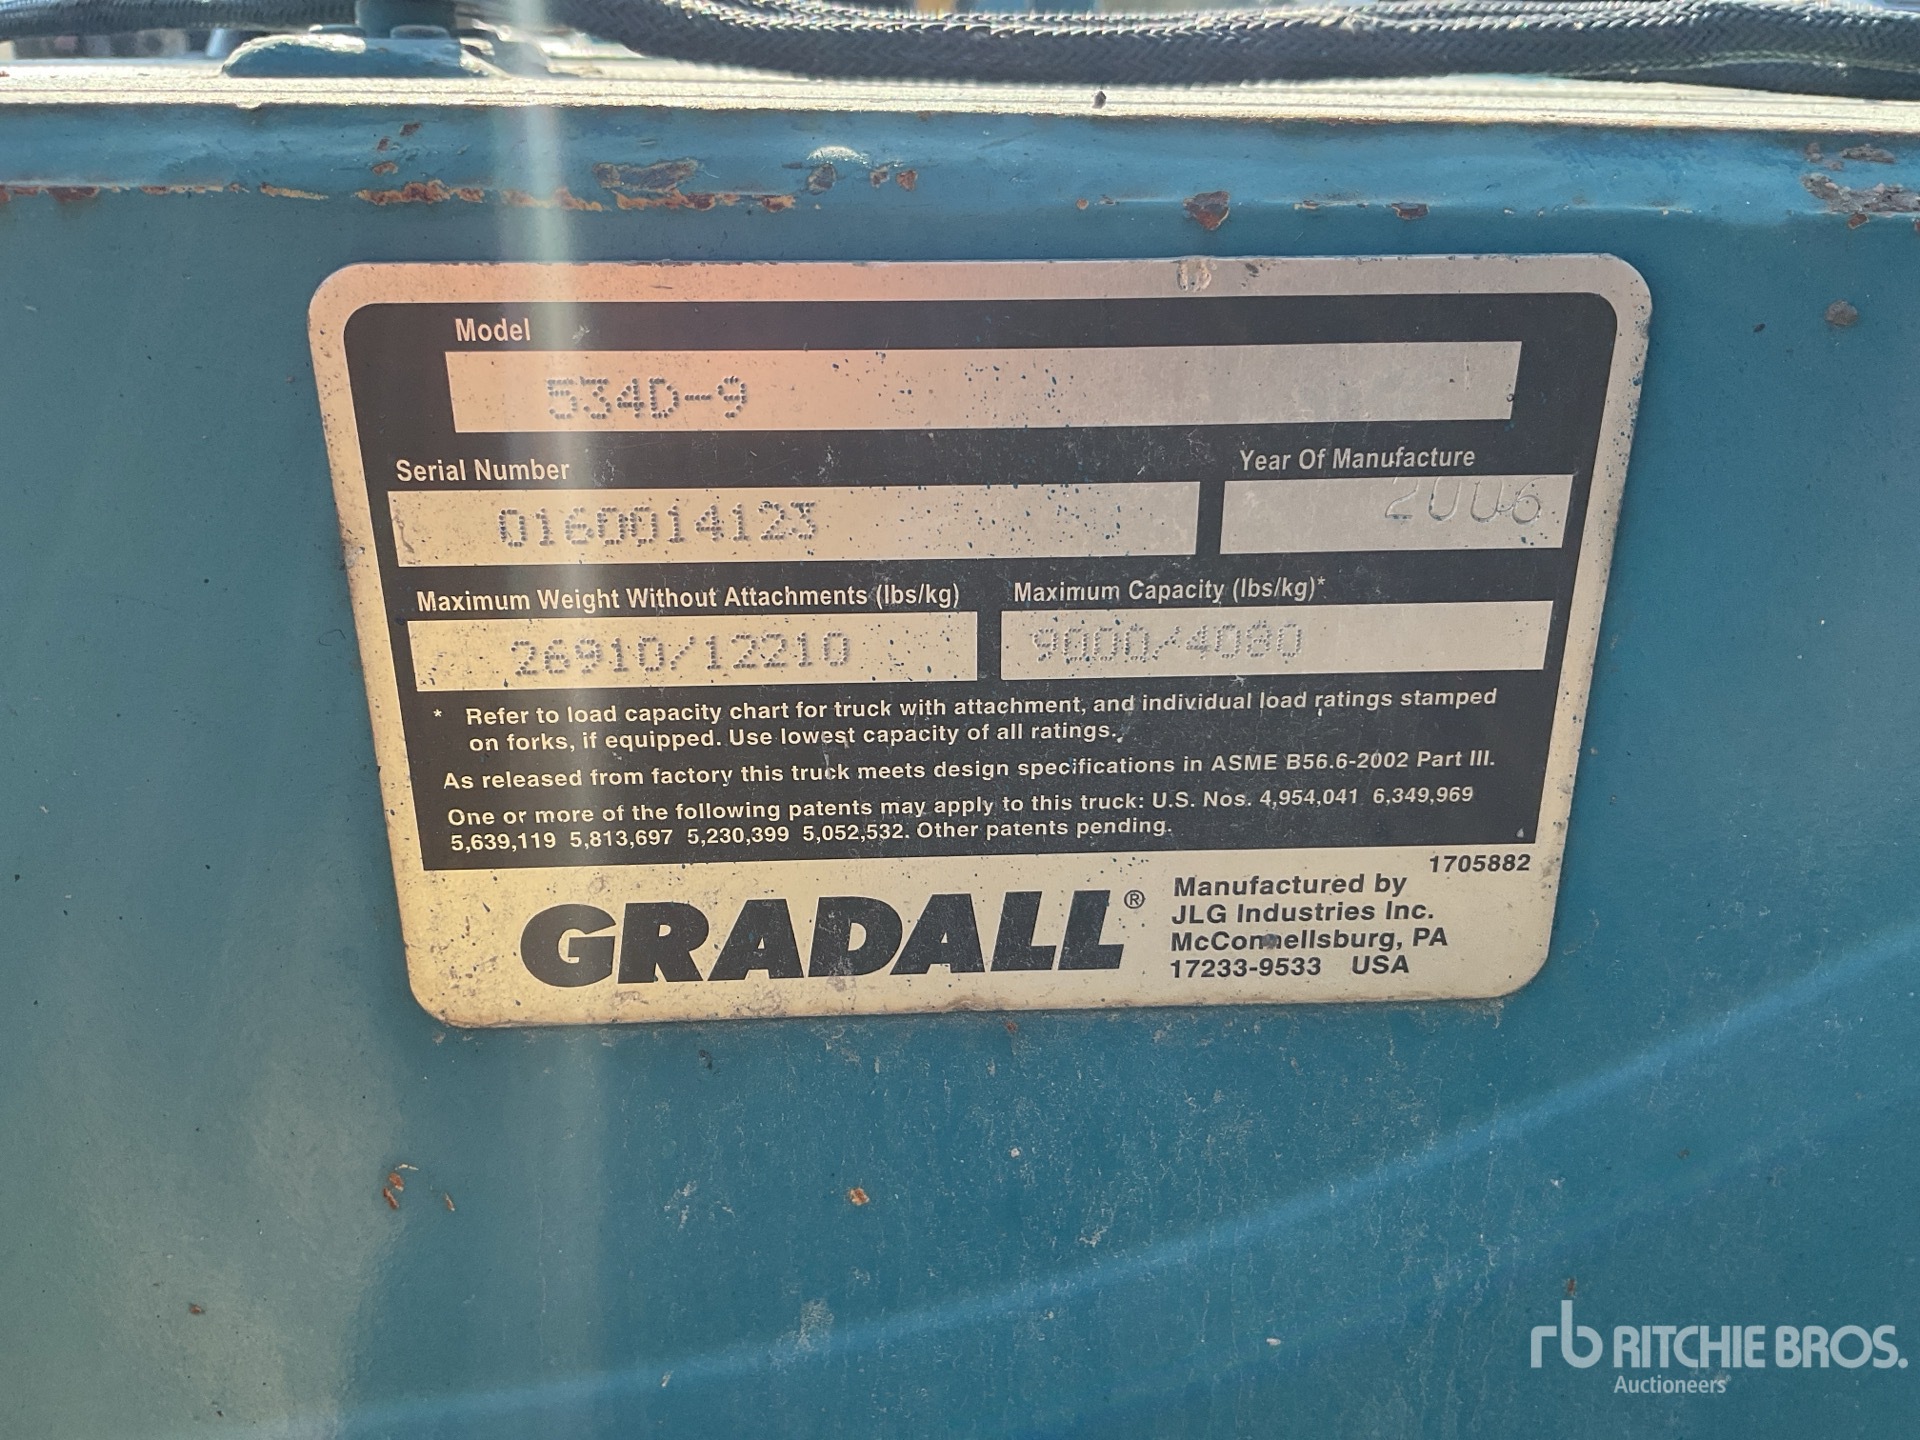 Model
534D-9
Serial Number
Year Of Manufacture
0160014123
2006
Maximum Weight Without Attachments (lbs/kg)
Maximum Capacity (lbs/kg)*
26910/12210
9000/4080
* Refer to load capacity chart for truck with attachment, and individual load ratings stamped
on forks, if equipped. Use lowest capacity of all ratings.
As released from factory this truck meets design specifications in ASME B56.6-2002 Part III.
One or more of the following patents may apply to this truck: U.S. Nos. 4,954,041 6,349,969
5,639,119 5,813,697 5,230,399 5,052,532. Other patents pending.
1705882
GRADALL®
Manufactured by
JLG Industries Inc.
McConnellsburg, PA
17233-9533 USA
rb RITCHIE BROS.
Auctioneers